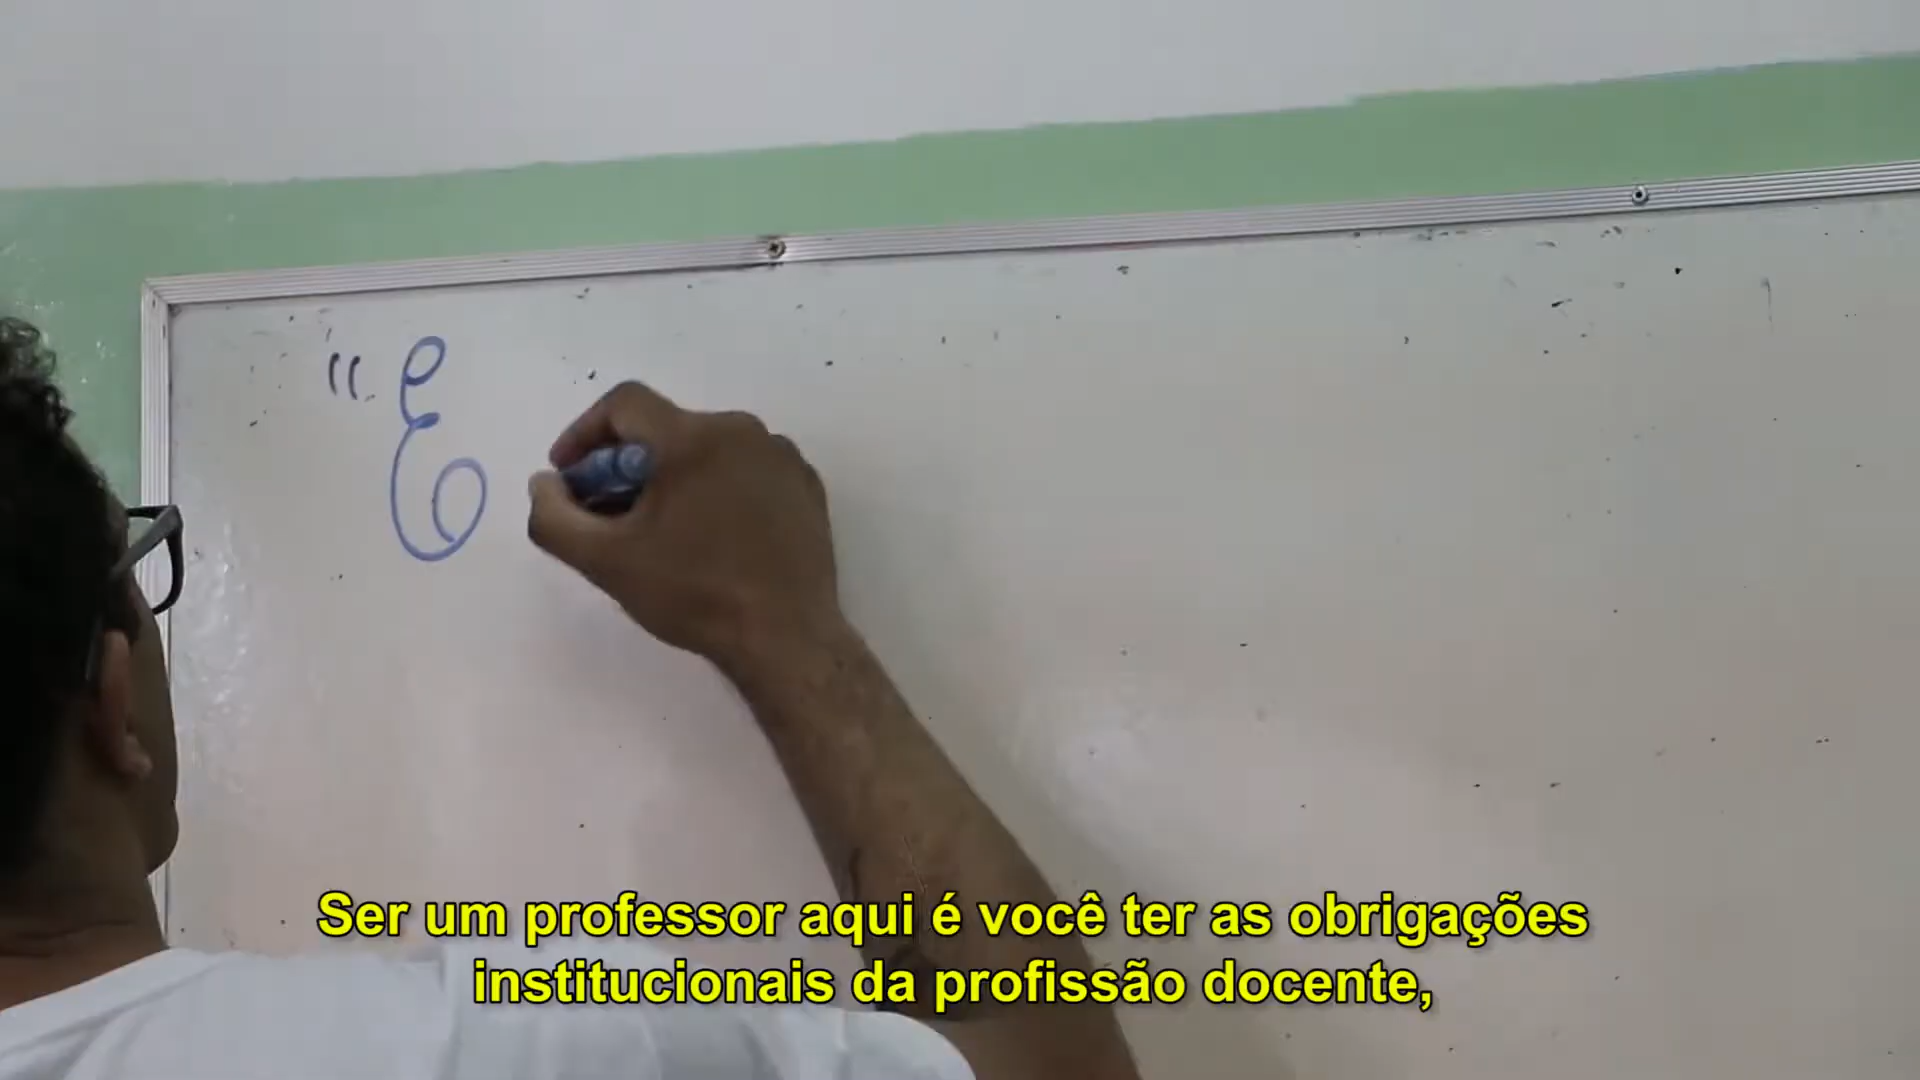 "E
Ser um professor aqui é você ter as obrigações
institucionais da profissão docente,